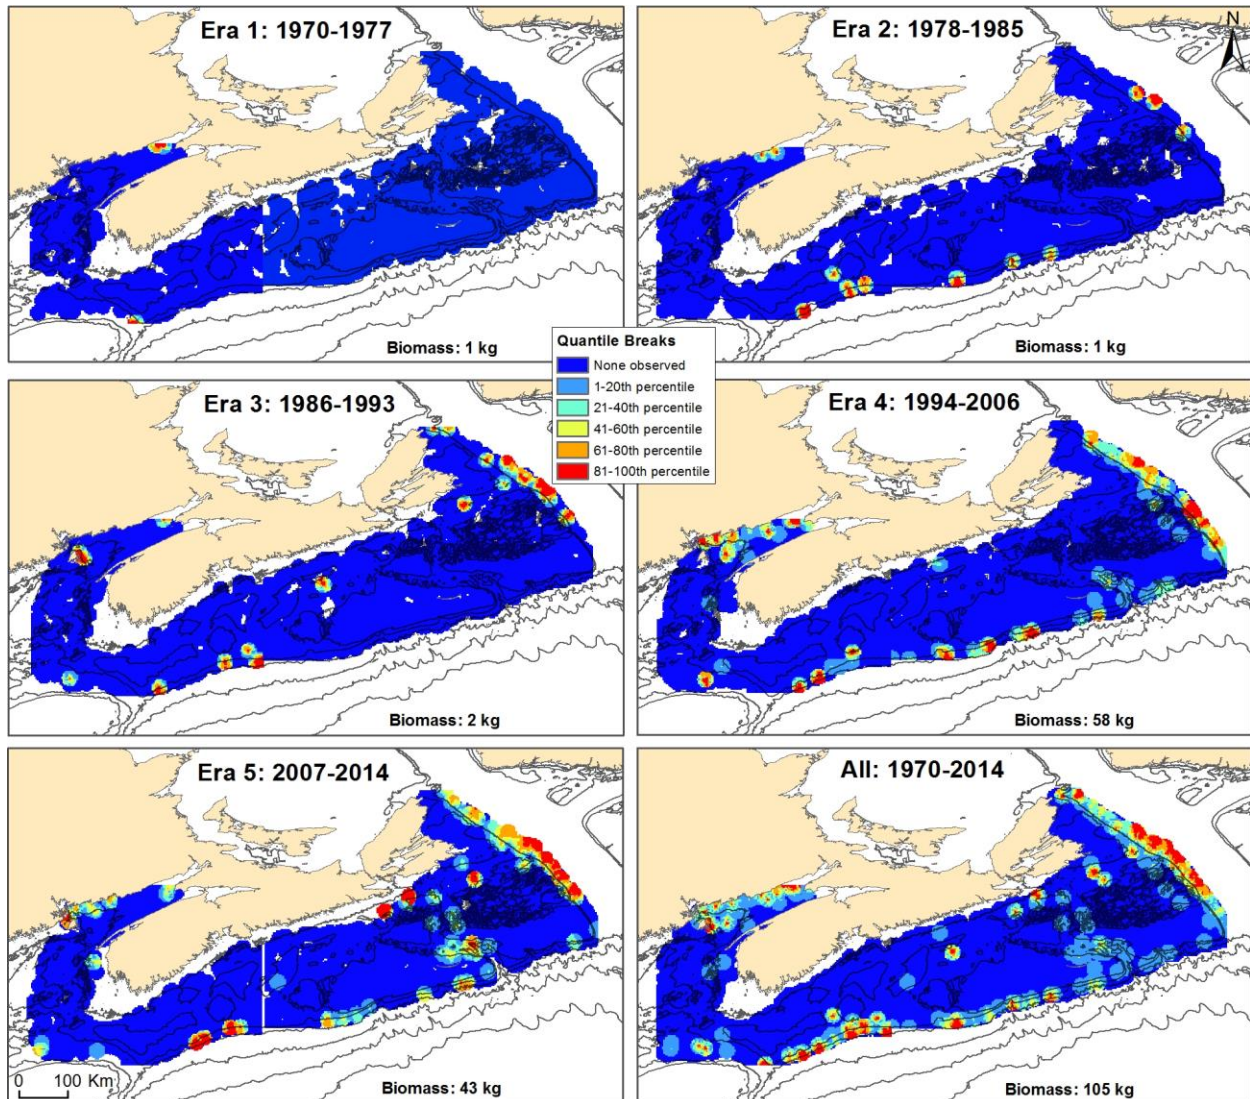 Era 1: 1970-1977
Biomass: 1 kg
Era 2: 1978-1985
N
Biomass: 1 kg
Quantile Breaks
None observed
1-20th percentile
21-40th percentile
41-60th percentile
61-80th percentile
81-100th percentile
Era 3: 1986-1993
Biomass: 2 kg
Era 4: 1994-2006
Biomass: 58 kg
Era 5: 2007-2014
0 100 Km
Biomass: 43 kg
All: 1970-2014
Biomass: 105 kg